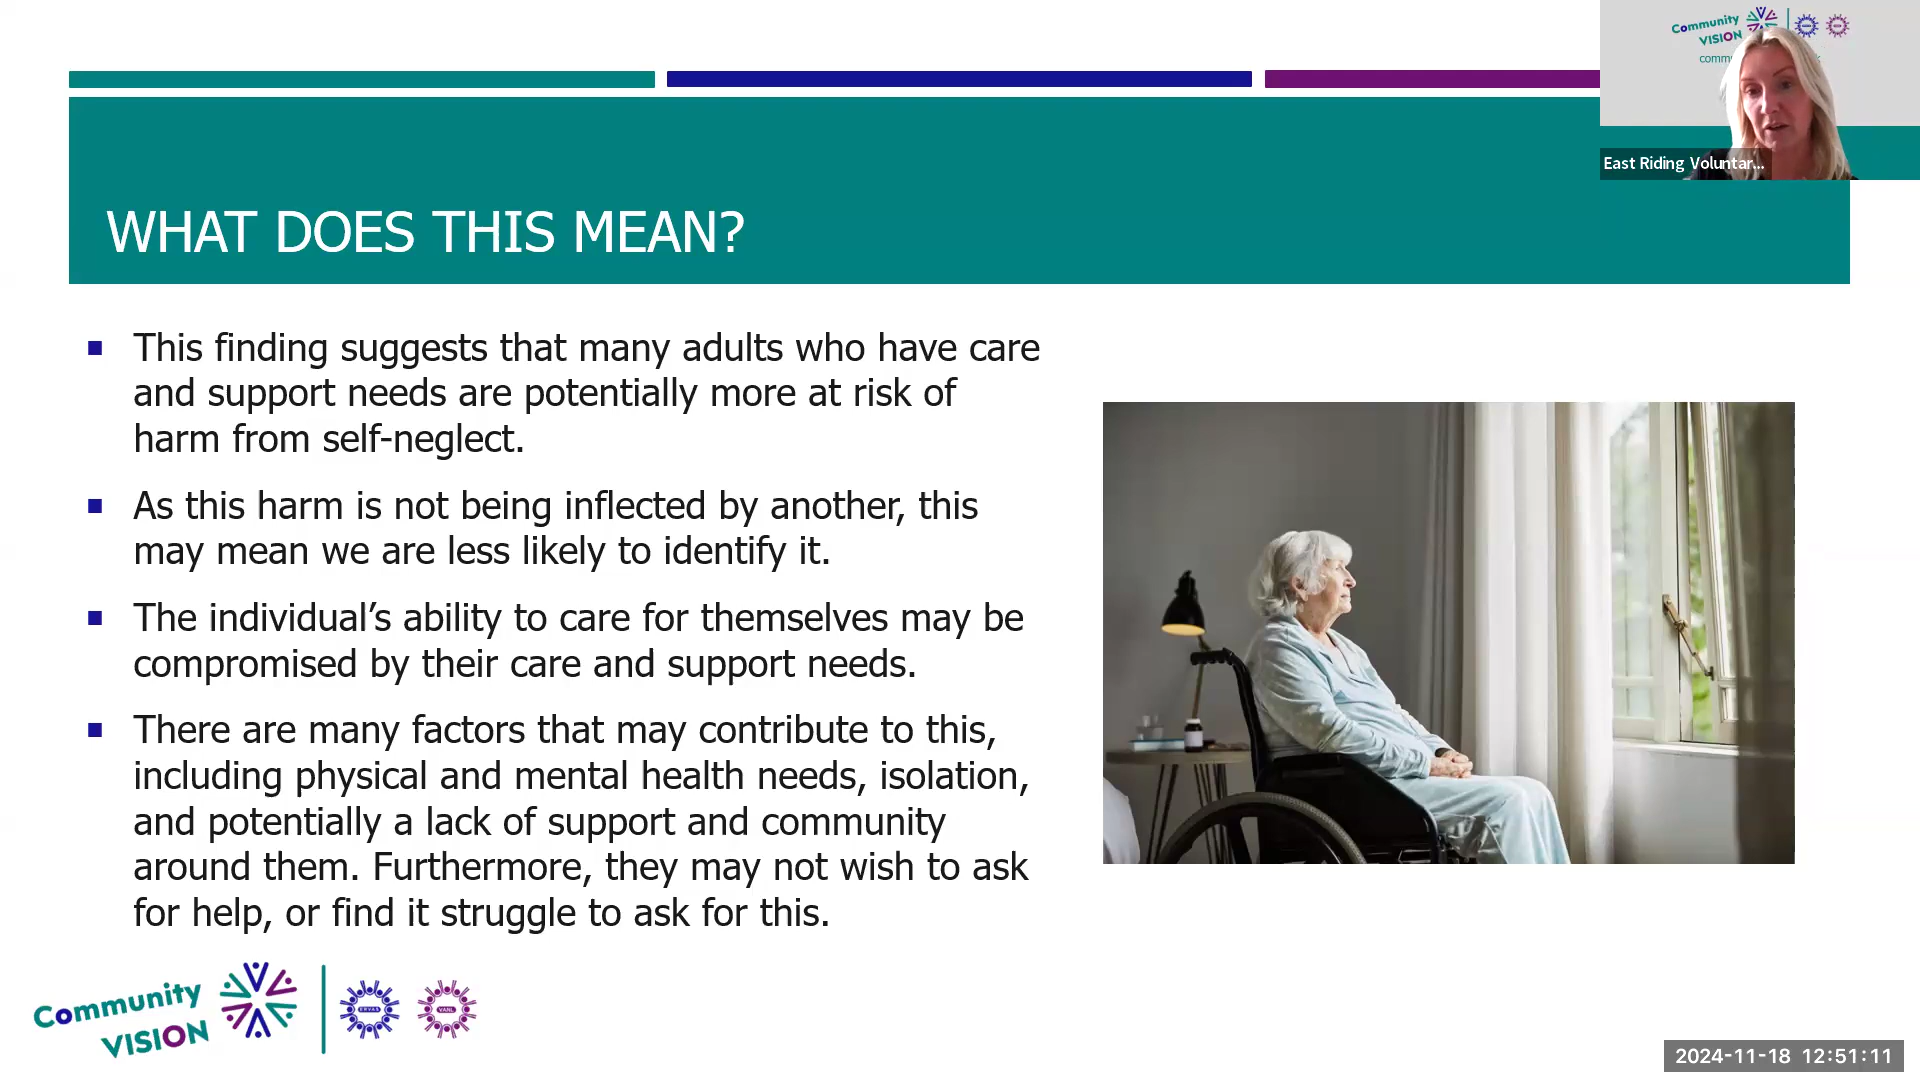 Community
VISION
East Riding Voluntar...
WHAT DOES THIS MEAN?
This finding suggests that many adults who have care
and support needs are potentially more at risk of
harm from self-neglect.
As this harm is not being inflected by another, this
may mean we are less likely to identify it.
The individual’s ability to care for themselves may be
compromised by their care and support needs.
There are many factors that may contribute to this,
including physical and mental health needs, isolation,
and potentially a lack of support and community
around them. Furthermore, they may not wish to ask
for help, or find it struggle to ask for this.
Community
VISION
ERVAS
VANL
2024-11-18 12:51:11